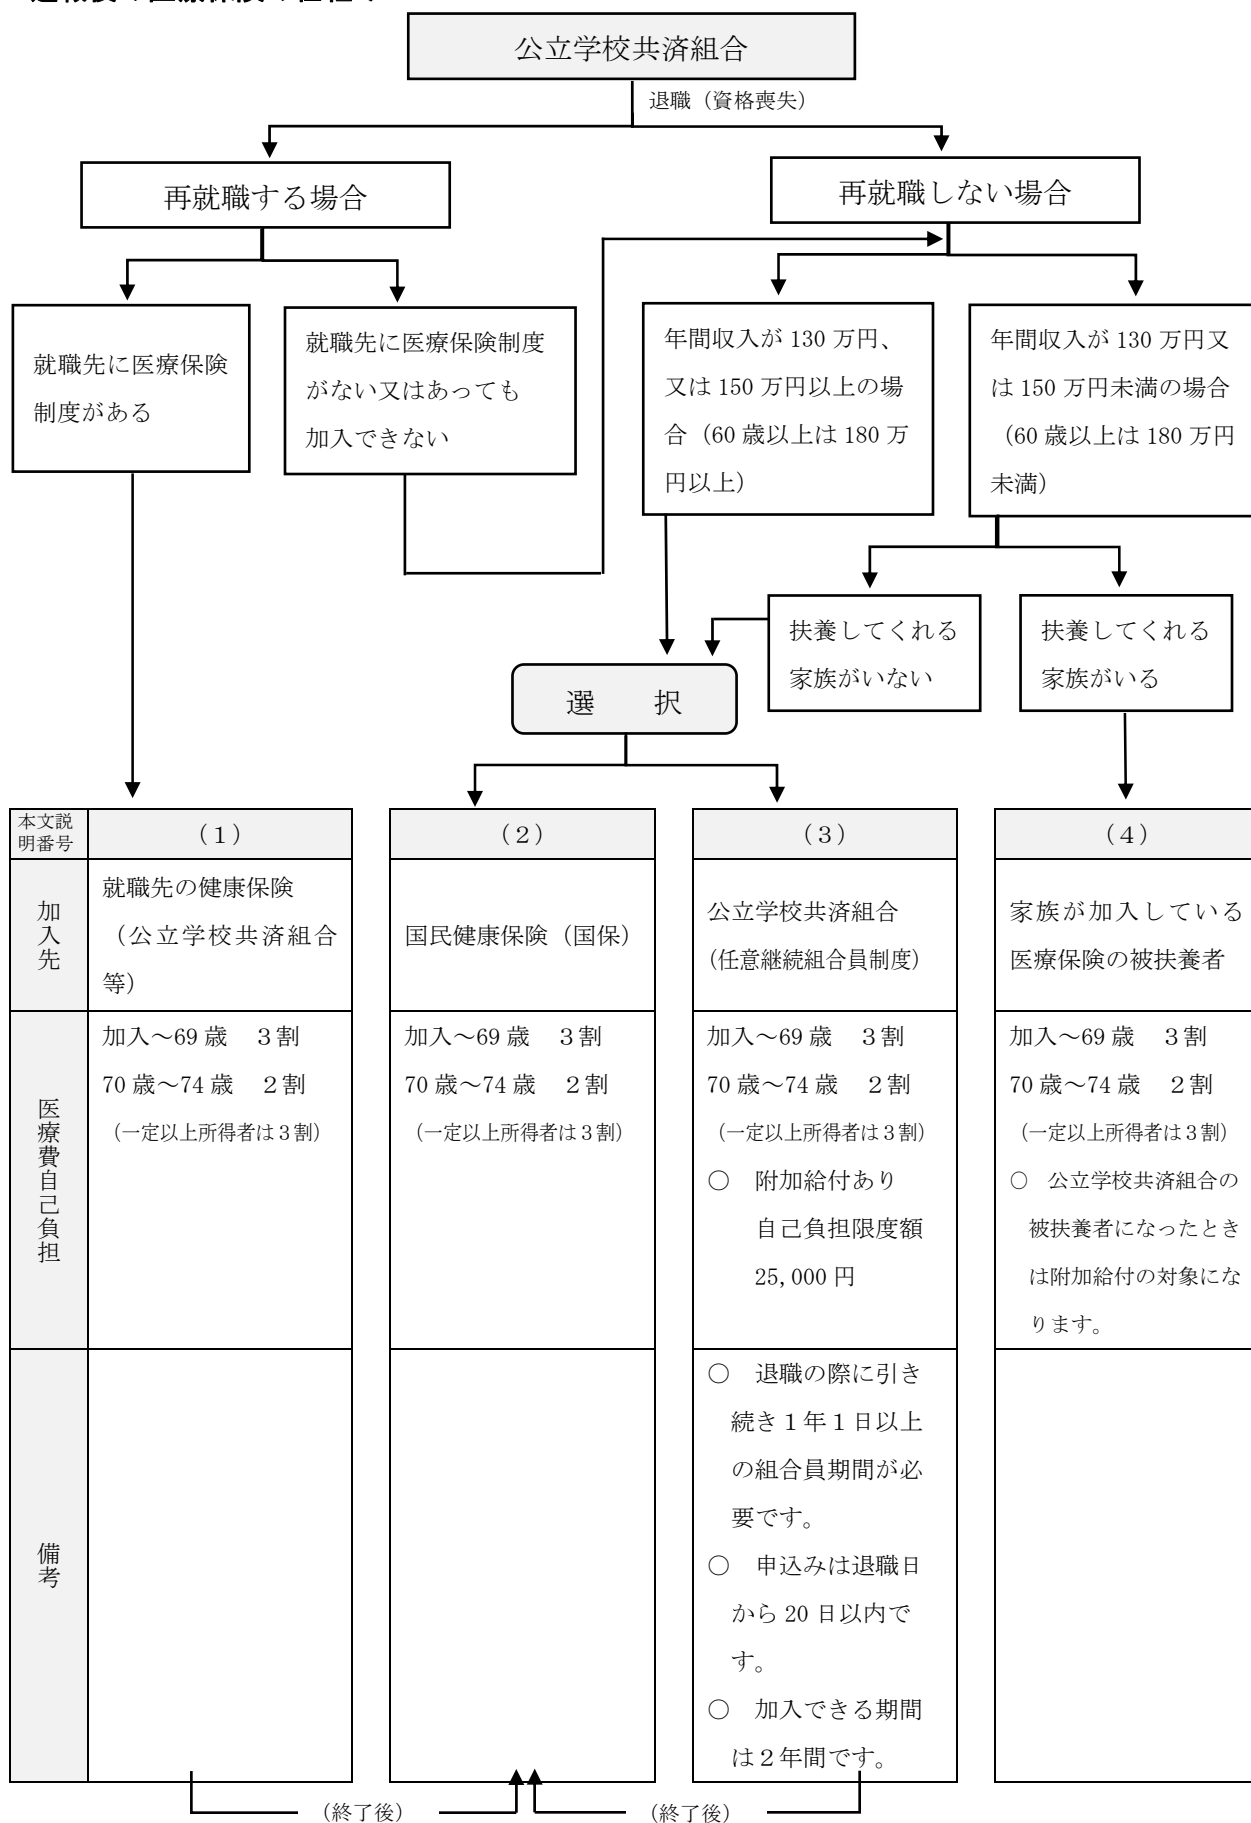 公立学校共済組合
退職（資格喪失）
再就職する場合
再就職しない場合
就職先に医療保険
制度がある
就職先に医療保険制度
がない又はあっても
加入できない
年間収入が 130 万円、
又は 150 万円以上の場
合（60 歳以上は 180 万
円以上）
年間収入が 130 万円又
は 150 万円未満の場合
（60 歳以上は 180 万円
未満）
扶養してくれる
家族がいない
扶養してくれる
家族がいる
選　択
本文説
明番号
（１）
（２）
（３）
（４）
加入先
就職先の健康保険
（公立学校共済組合
等）
国民健康保険（国保）
公立学校共済組合
（任意継続組合員制度）
家族が加入している
医療保険の被扶養者
医療費自己負担
加入～69 歳　３割
70 歳～74 歳　２割
（一定以上所得者は３割）
加入～69 歳　３割
70 歳～74 歳　２割
（一定以上所得者は３割）
加入～69 歳　３割
70 歳～74 歳　２割
（一定以上所得者は３割）
○　附加給付あり
自己負担限度額
25,000 円
加入～69 歳　３割
70 歳～74 歳　２割
（一定以上所得者は３割）
○　公立学校共済組合の
被扶養者になったとき
は附加給付の対象にな
ります。
備考
○　退職の際に引き
続き１年１日以上
の組合員期間が必
要です。
○　申込みは退職日
から 20 日以内で
す。
○　加入できる期間
は２年間です。
（終了後）
（終了後）